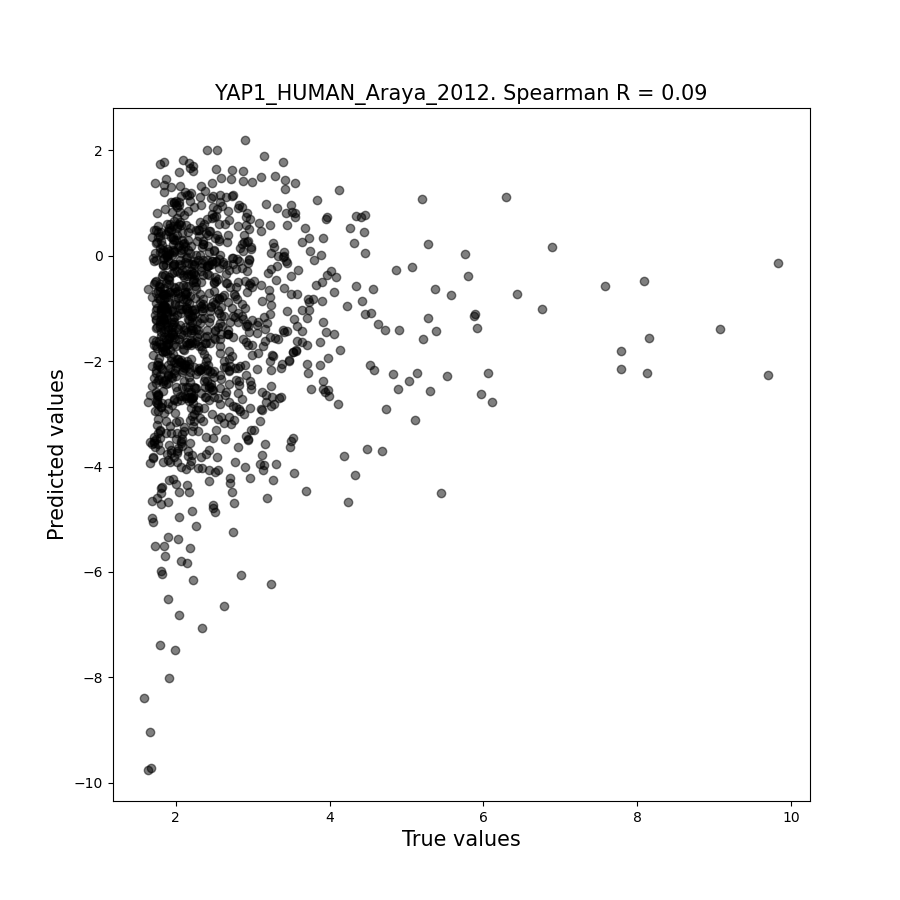 YAP1_HUMAN_Araya_2012. Spearman R = 0.09
2
0
−2
−4
−6
−8
−10
Predicted values
2 4 6 8 10
True values